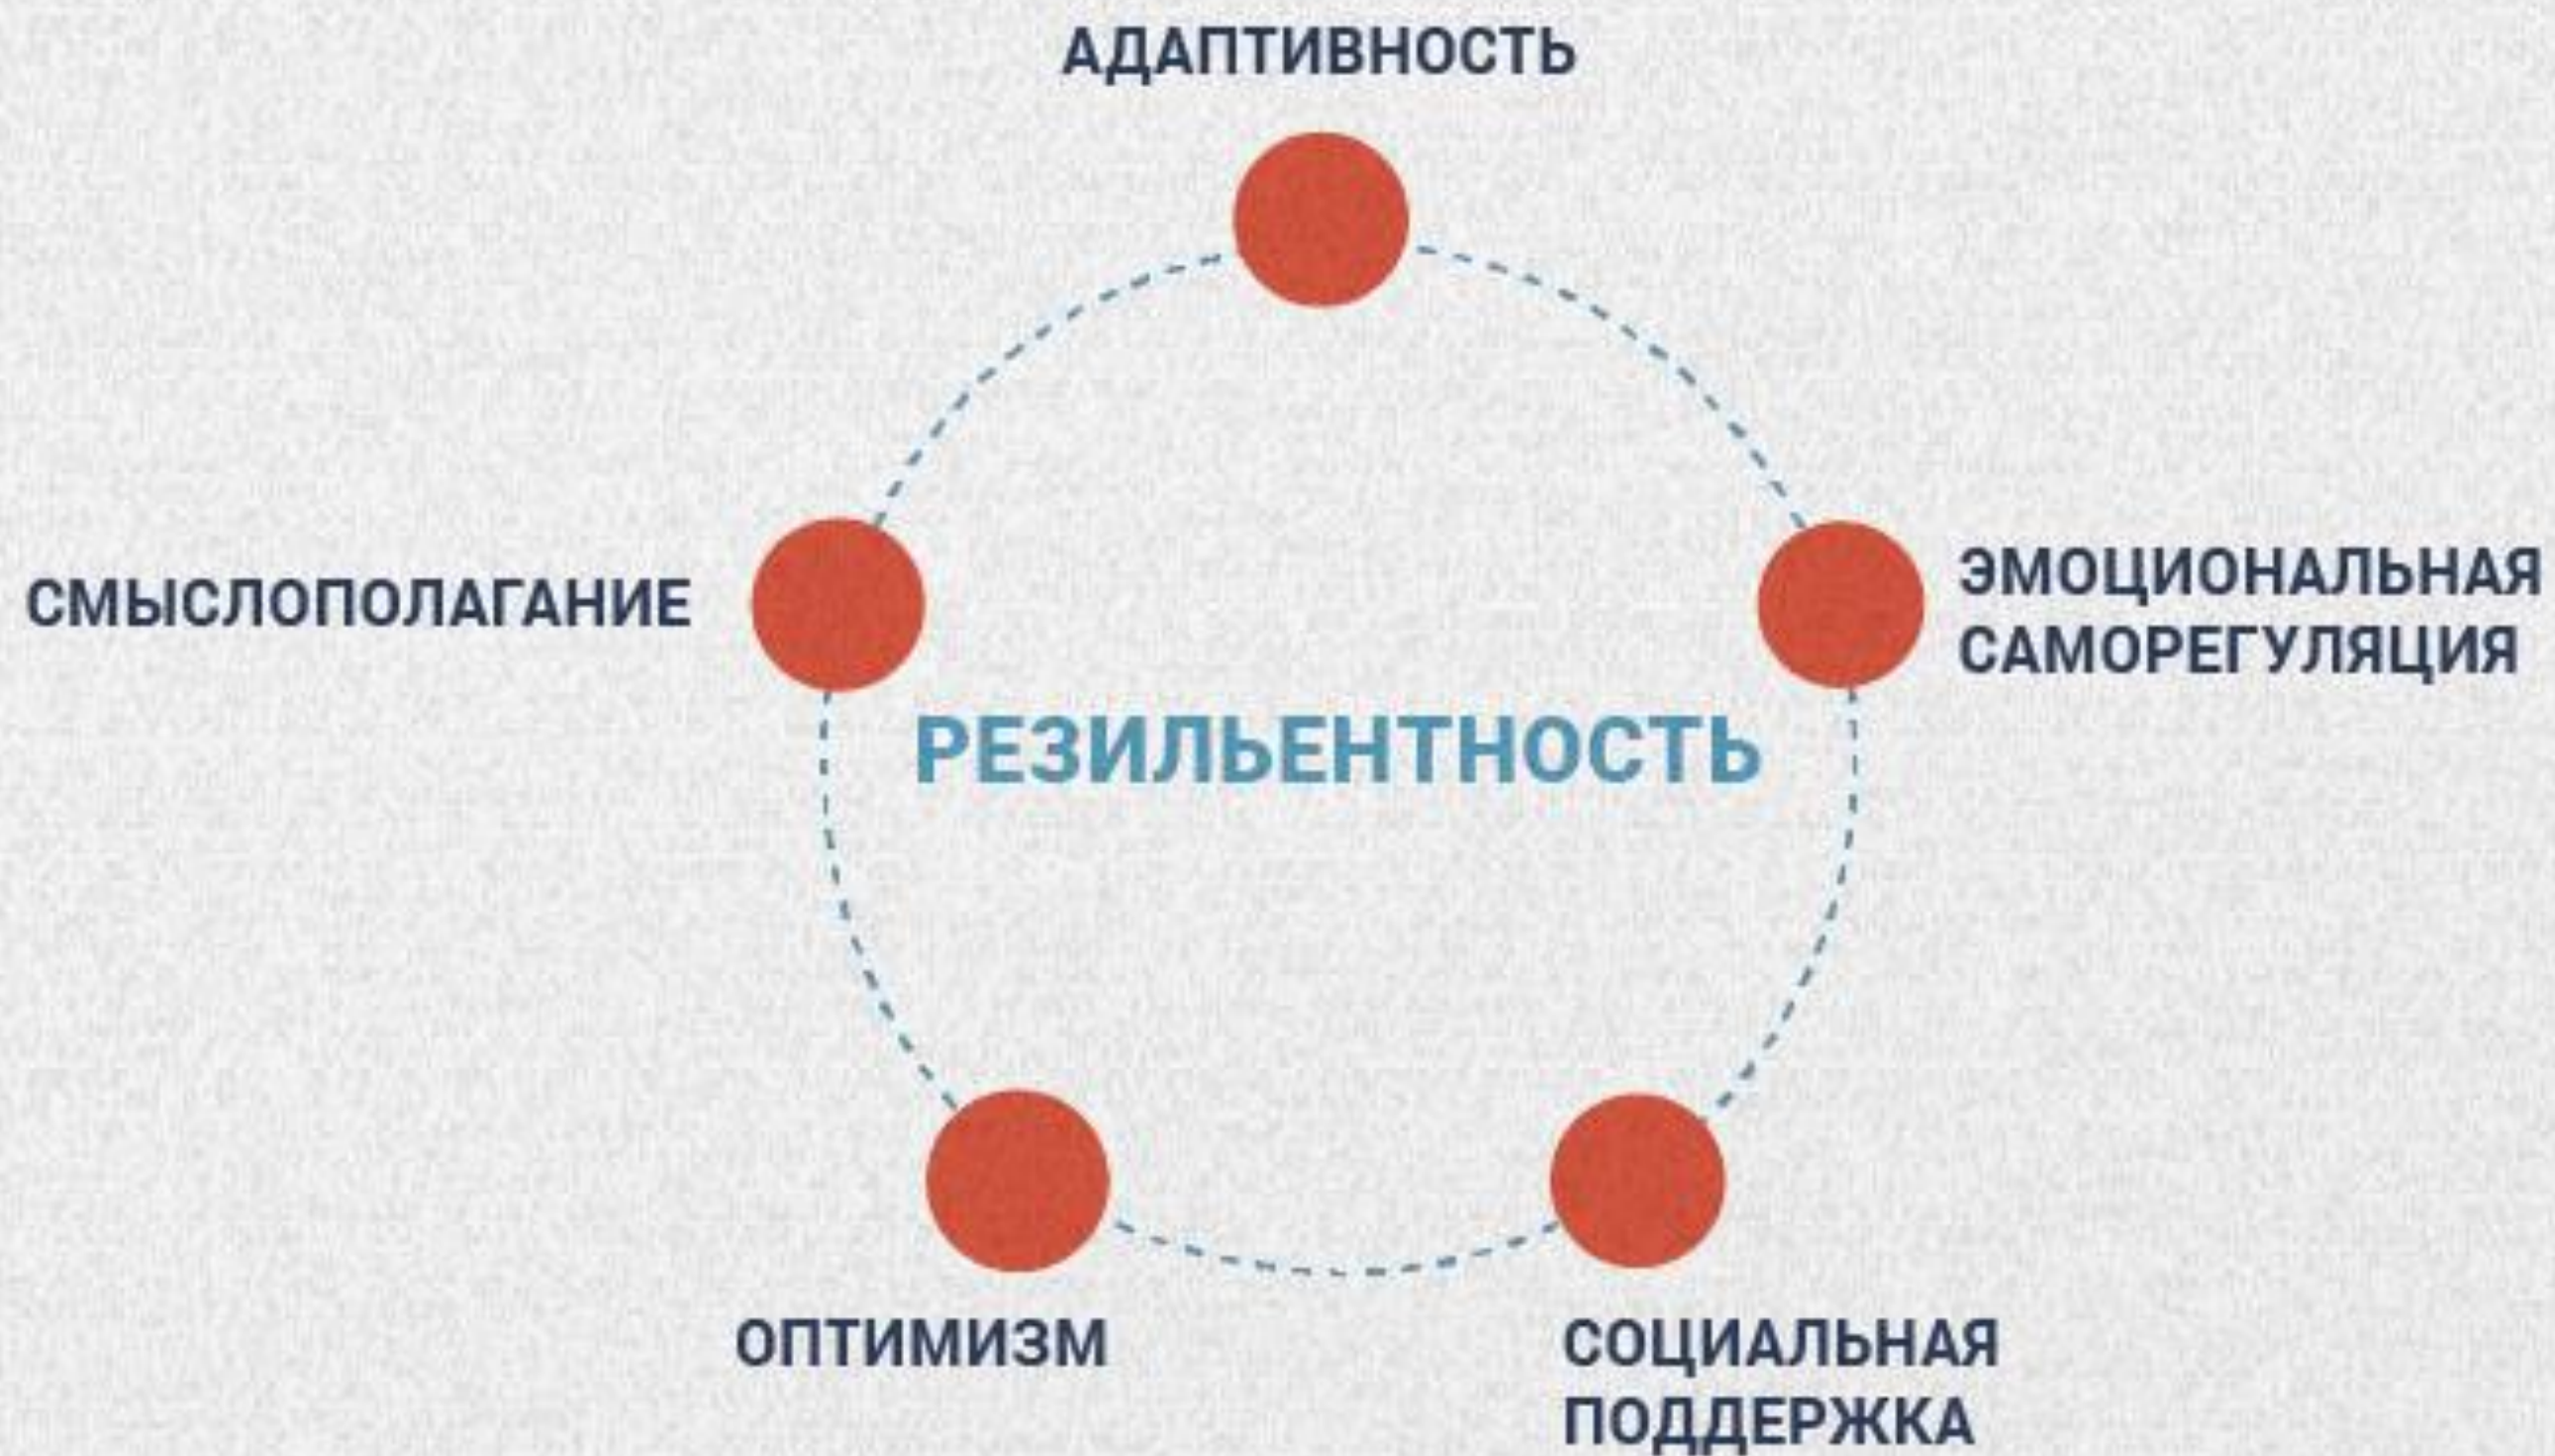 АДАПТИВНОСТЬ
СМЫСЛОПОЛАГАНИЕ
ЭМОЦИОНАЛЬНАЯ
САМОРЕГУЛЯЦИЯ
РЕЗИЛЬЕНТНОСТЬ
ОПТИМИЗМ
СОЦИАЛЬНАЯ
ПОДДЕРЖКА